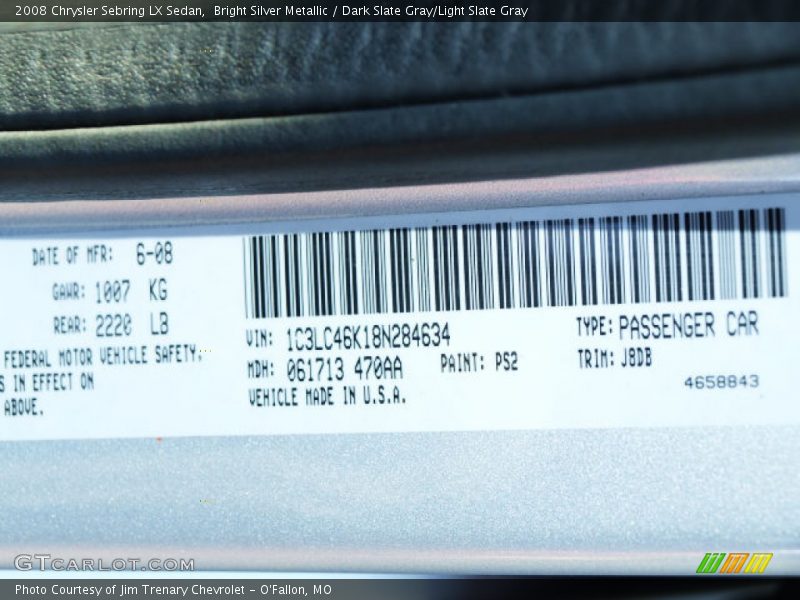 2008 Chrysler Sebring LX Sedan,  Bright Silver Metallic / Dark Slate Gray/Light Slate Gray
DATE OF MFR: 6-08
GAWR: 1007 KG
REAR: 2220 LB
FEDERAL MOTOR VEHICLE SAFETY,
S IN EFFECT ON
ABOVE.
VIN: 1C3LC46K18N284634
MDH: 061713 470AA PAINT: PS2
VEHICLE MADE IN U.S.A.
TYPE: PASSENGER CAR
TRIM: J8DB
4658843
GTCARLOT.COM
Photo Courtesy of Jim Trenary Chevrolet - O'Fallon, MO